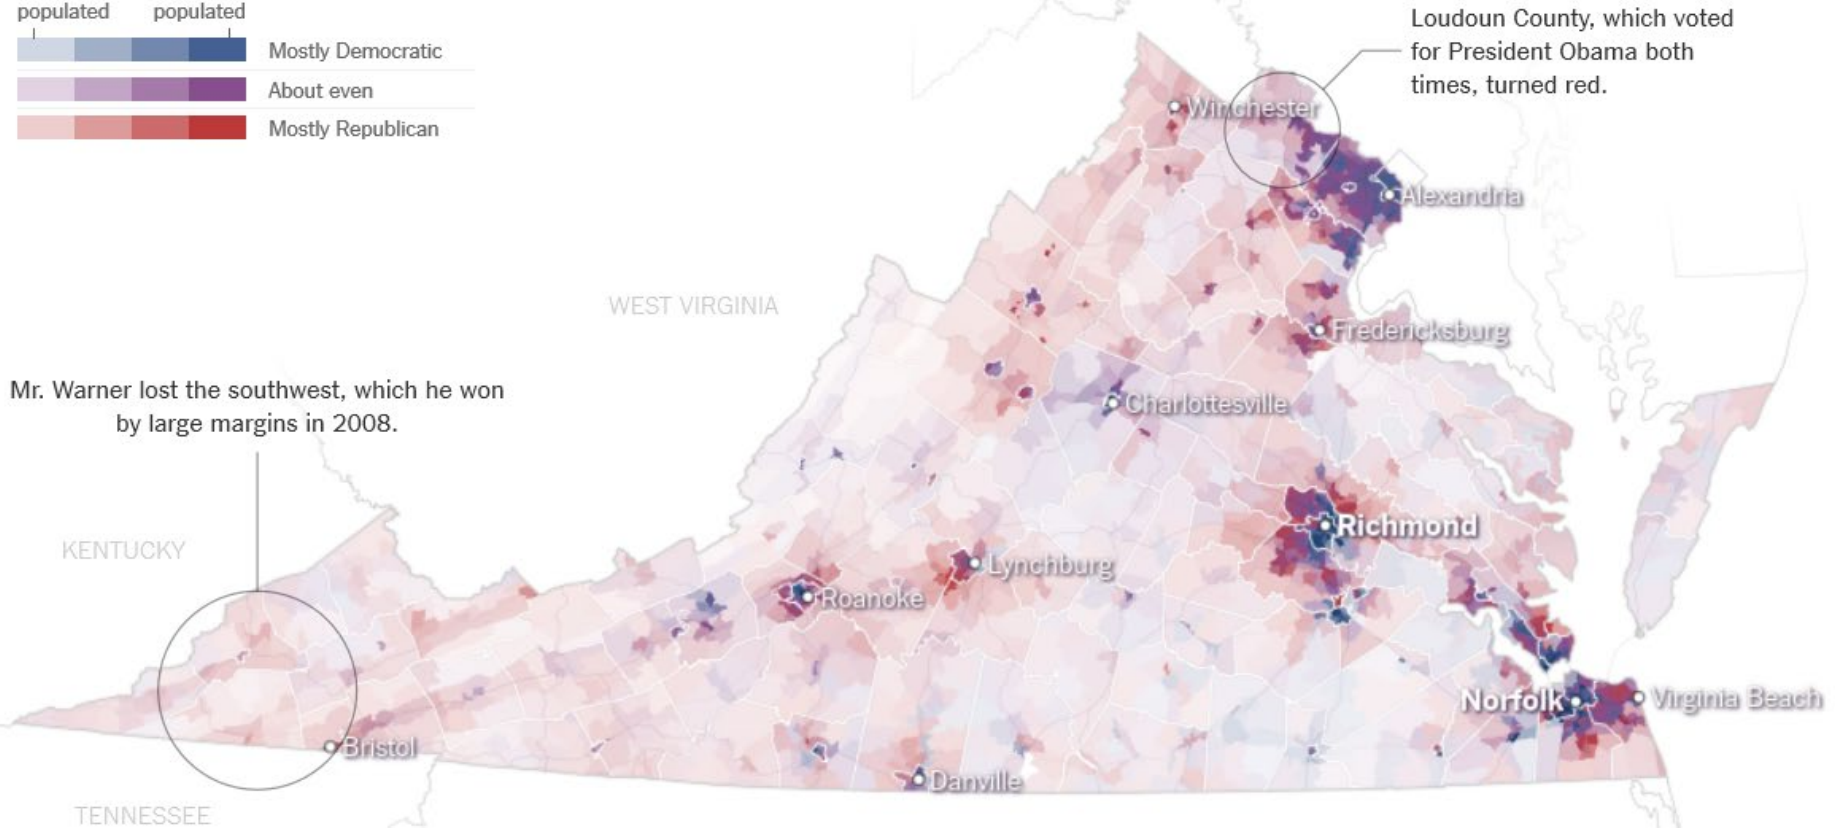 populated populated
Mostly Democratic
About even
Mostly Republican
Loudoun County, which voted
for President Obama both
times, turned red.
Winchester
Alexandria
WEST VIRGINIA
Fredericksburg
Mr. Warner lost the southwest, which he won
by large margins in 2008.
Charlottesville
Richmond
KENTUCKY
Lynchburg
Roanoke
Norfolk
Virginia Beach
Bristol
Danville
TENNESSEE